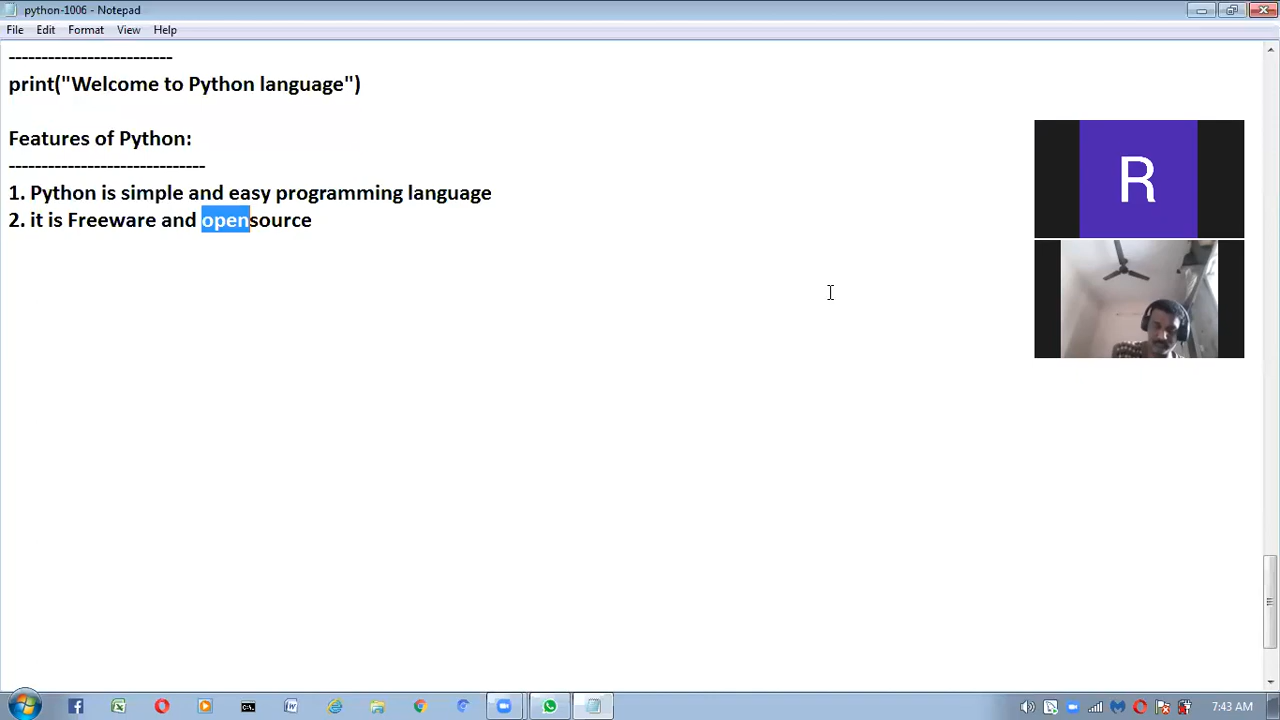 python-1006 - Notepad
File Edit Format View Help
-------------------------
print("Welcome to Python language")
Features of Python:
------------------------------
1. Python is simple and easy programming language
2. it is Freeware and opensource
R
7:43 AM